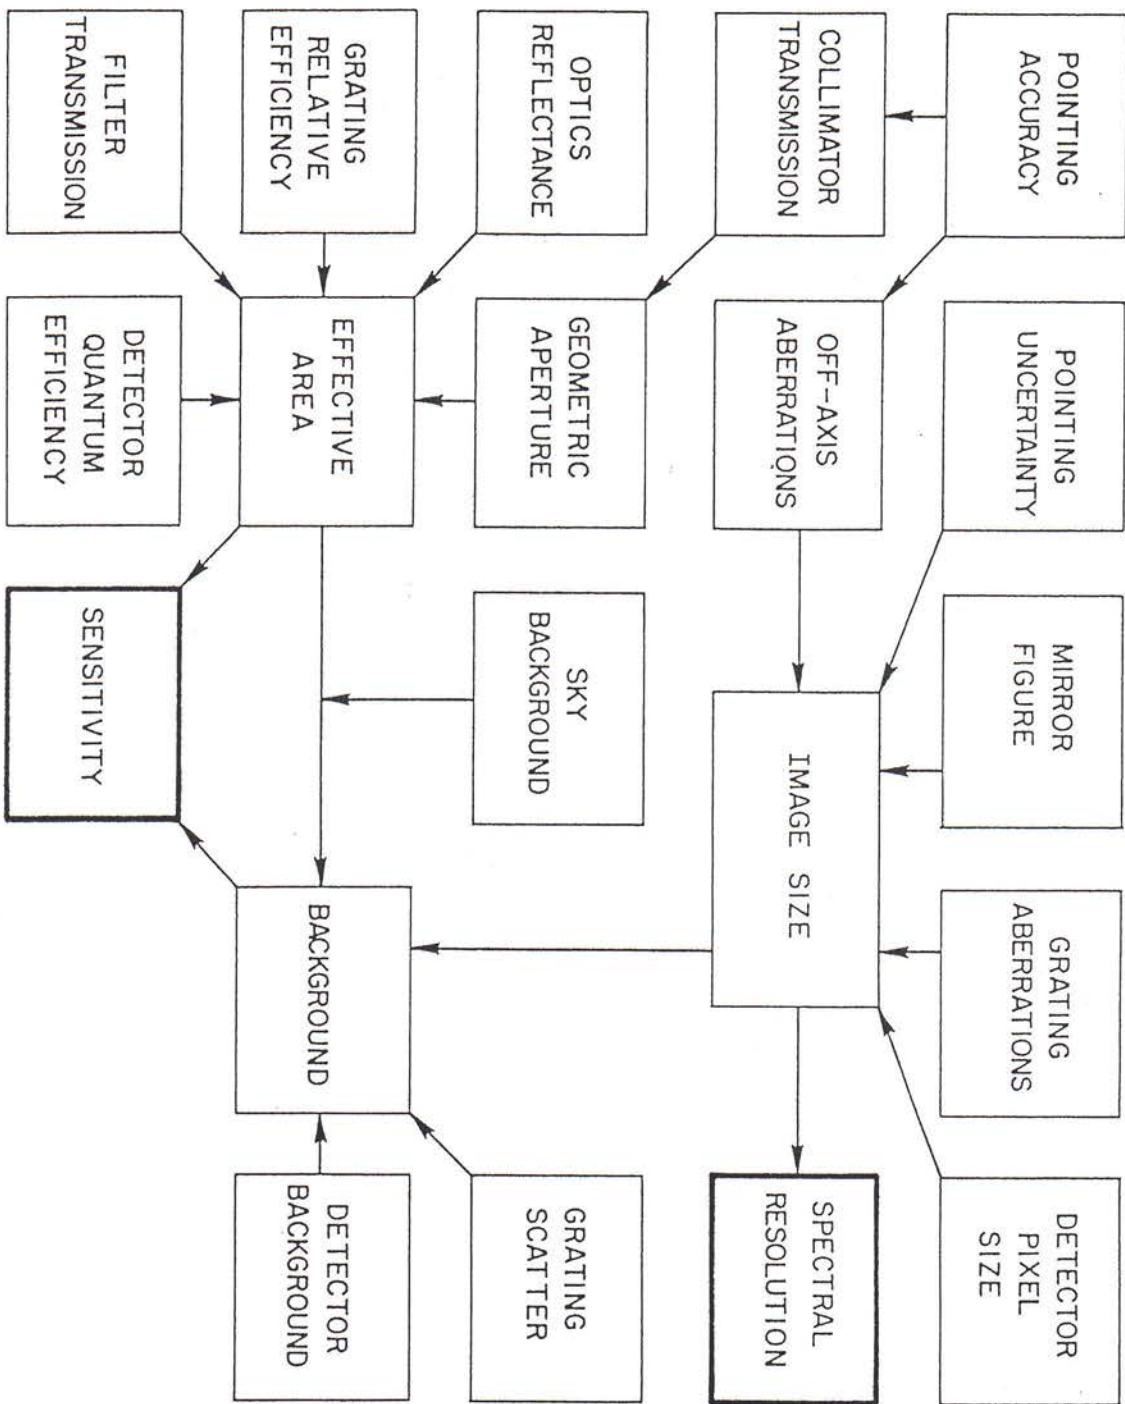 POINTING
ACCURACY
POINTING
UNCERTAINTY
MIRROR
FIGURE
GRATING
ABERRATIONS
DETECTOR
PIXEL
SIZE
COLLIMATOR
TRANSMISSION
OFF-AXIS
ABERRATIONS
IMAGE SIZE
SPECTRAL
RESOLUTION
OPTICS
REFLECTANCE
GEOMETRIC
APERTURE
SKY
BACKGROUND
GRATING
SCATTER
GRATING
RELATIVE
EFFICIENCY
EFFECTIVE
AREA
BACKGROUND
DETECTOR
BACKGROUND
FILTER
TRANSMISSION
DETECTOR
QUANTUM
EFFICIENCY
SENSITIVITY